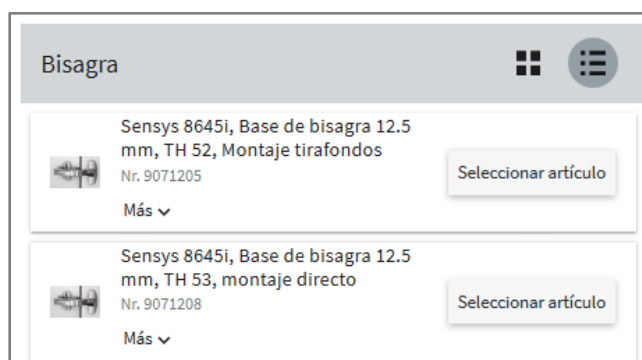 Bisagra
Sensys 8645i, Base de bisagra 12.5
mm, TH 52, Montaje tirafondos
Nr. 9071205
Seleccionar artículo
Más
Sensys 8645i, Base de bisagra 12.5
mm, TH 53, montaje directo
Nr. 9071208
Seleccionar artículo
Más